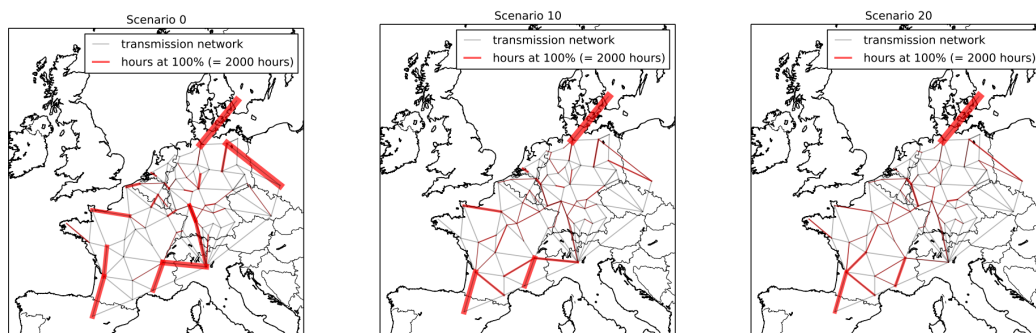 Scenario 0
transmission network
hours at 100% (= 2000 hours)
Scenario 10
transmission network
hours at 100% (= 2000 hours)
Scenario 20
transmission network
hours at 100% (= 2000 hours)